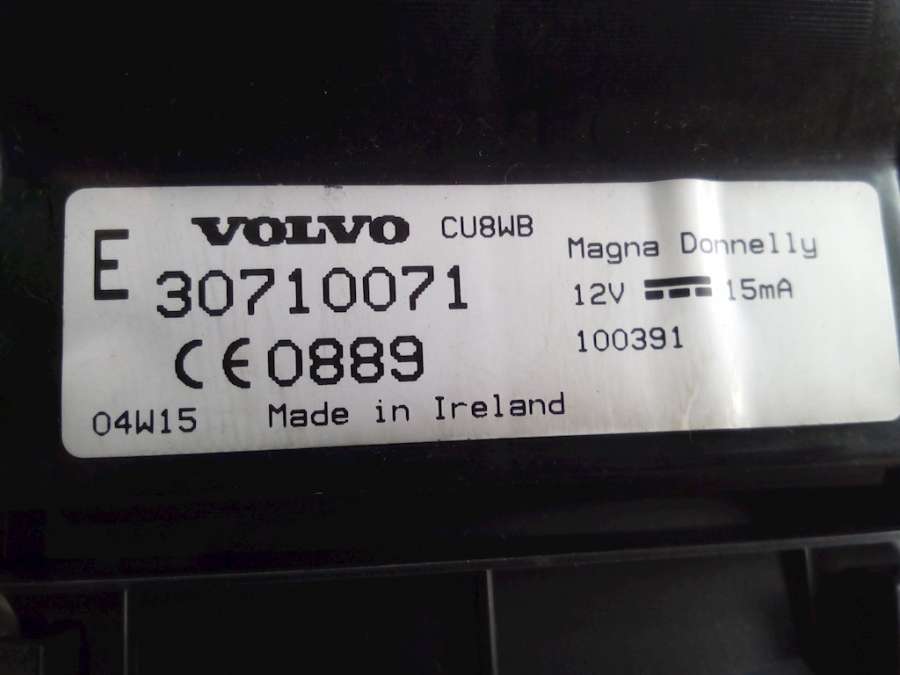 E VOLVO CU8WB
30710071
CE0889
04W15 Made in Ireland
Magna Donnelly
12V 15mA
100391